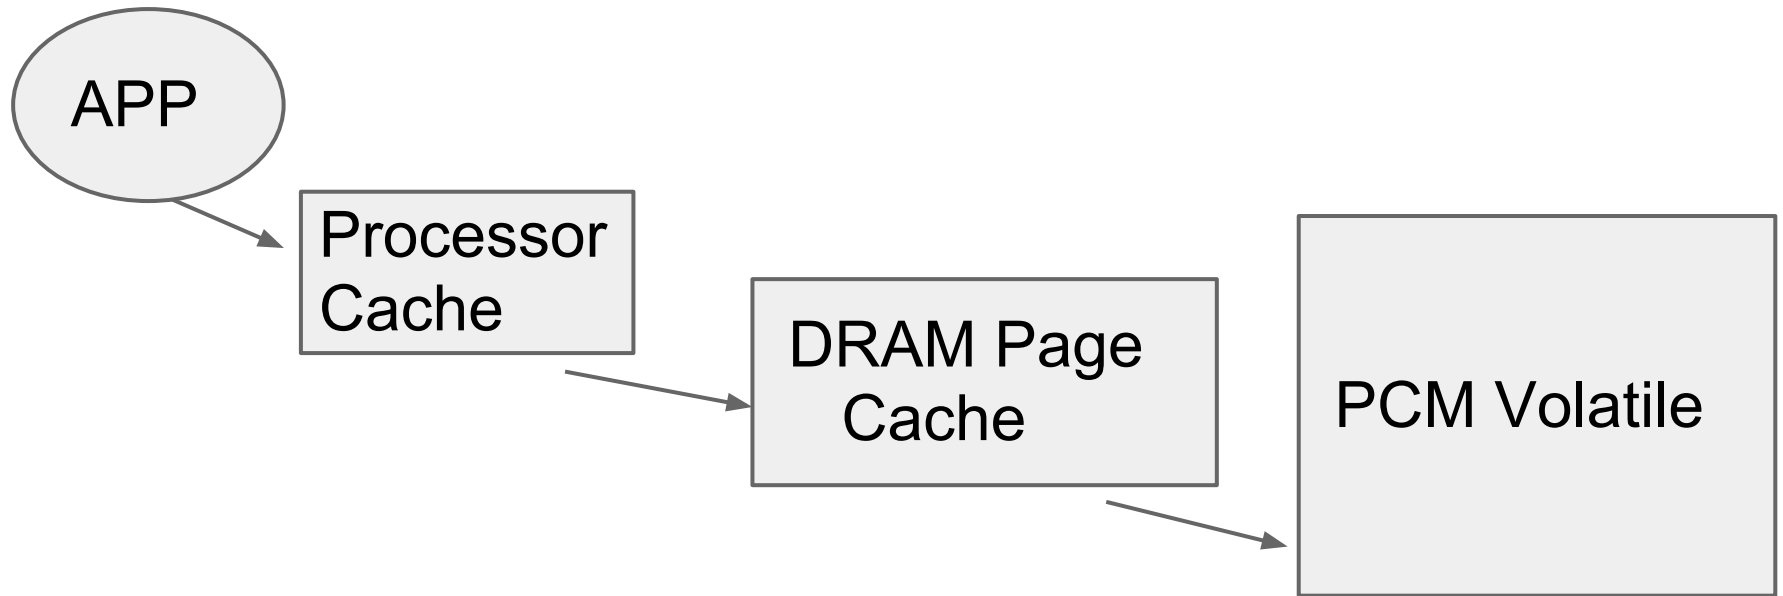 APP
Processor
Cache
DRAM Page
Cache
PCM Volatile